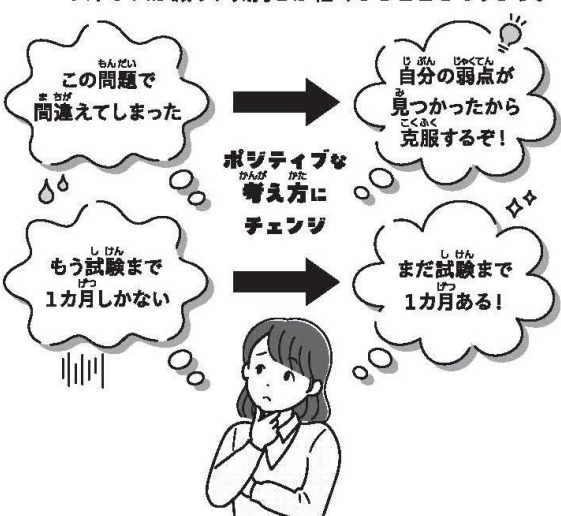 この問題で
間違えてしまった
自分の弱点が
見つかったから
克服するぞ！
ポジティブな
考え方に
チェンジ
もう試験まで
1カ月しかない
まだ試験まで
1カ月ある！